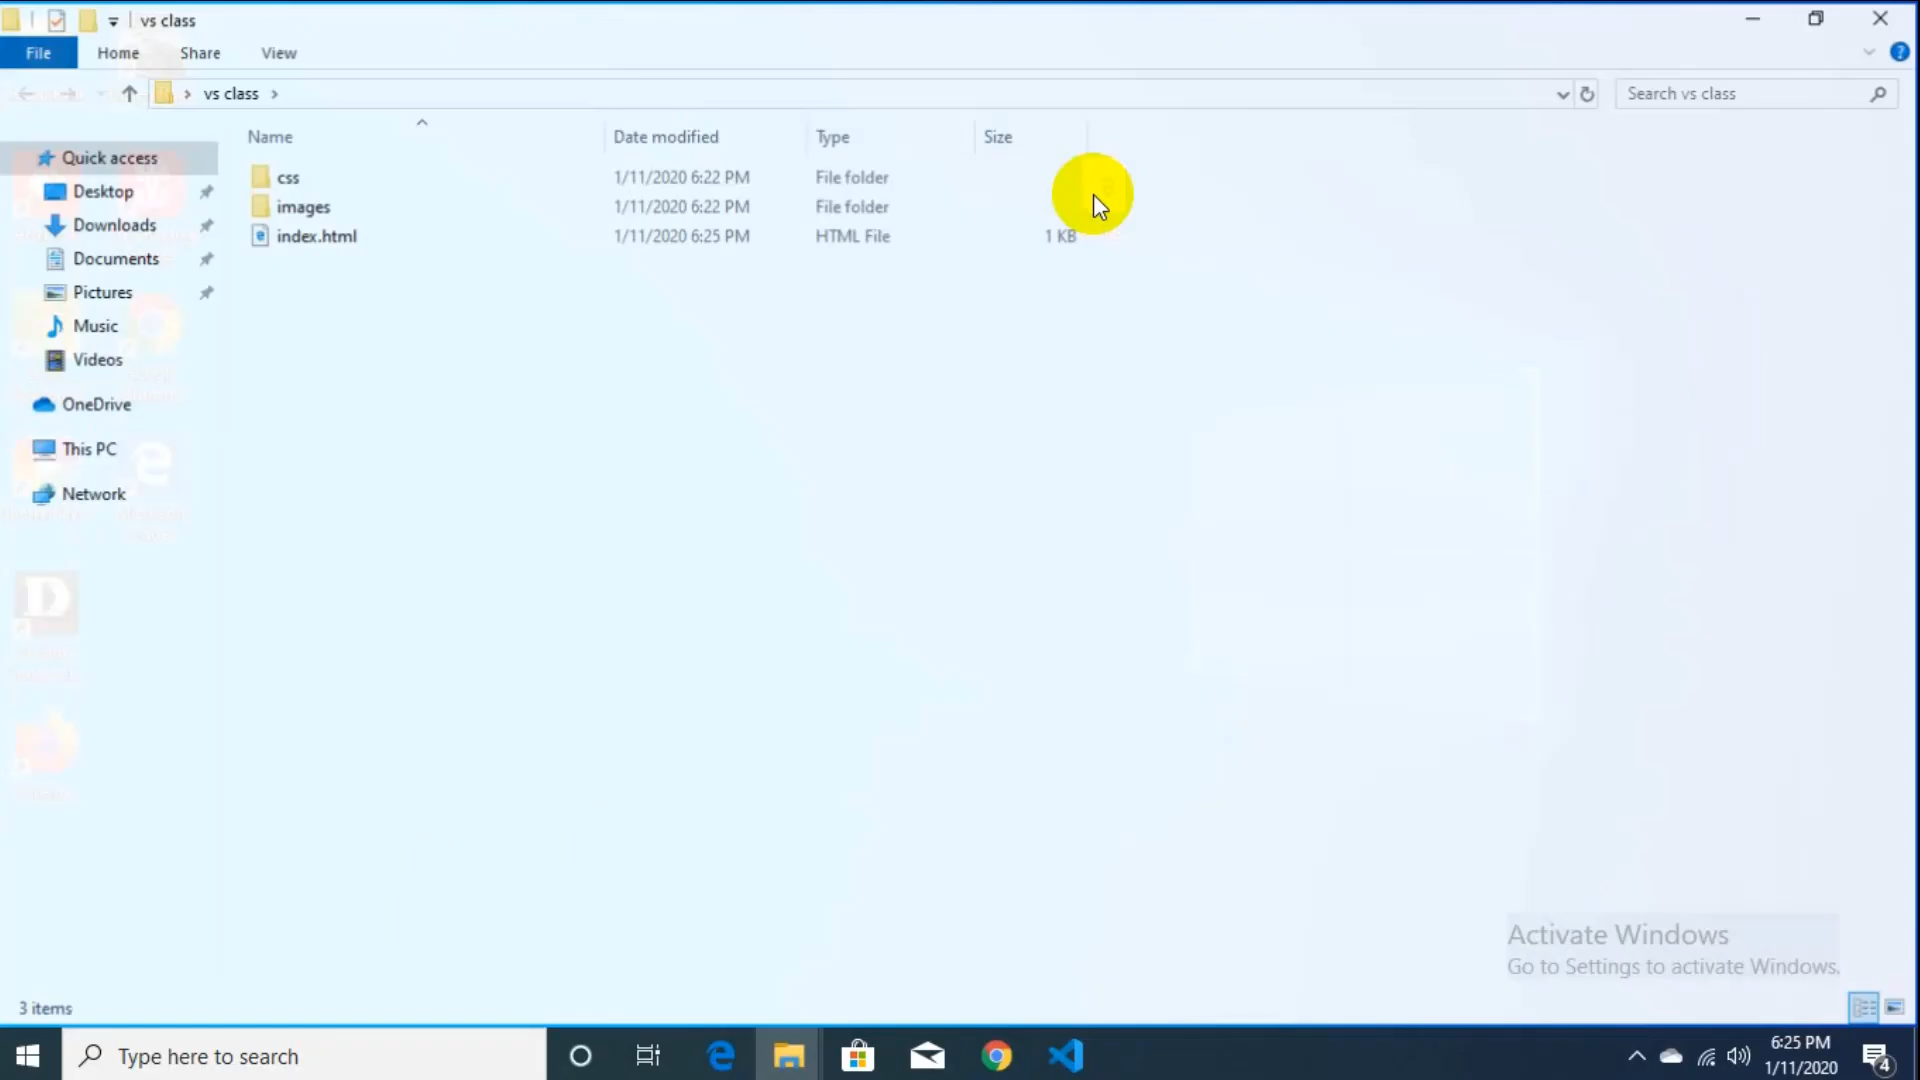 vs class
File Home Share View
vs class
Search vs class
Name Date modified Type Size
Quick access
Desktop
Downloads
Documents
Pictures
Music
Videos
OneDrive
This PC
Network
css 1/11/2020 6:22 PM File folder
images 1/11/2020 6:22 PM File folder
index.html 1/11/2020 6:25 PM HTML File 1 KB
Activate Windows
Go to Settings to activate Windows.
3 items
Type here to search
6:25 PM
1/11/2020
4